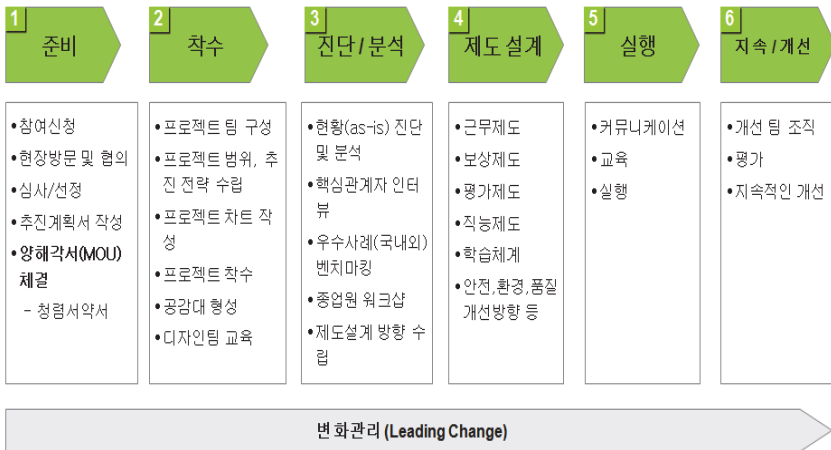 1
준비
2
착수
3
진단 / 분석
4
제도 설계
5
실행
6
지속 / 개선
•참여신청
•현장방문 및 협의
•심사/선정
•추진계획서 작성
•양해각서(MOU)
체결
- 청렴서약서
•프로젝트 팀 구성
•프로젝트 범위, 추
진 전략 수립
•프로젝트 차트 작
성
•프로젝트 착수
•공감대 형성
•디자인팀 교육
•현황(as-is) 진단
및 분석
•핵심관계자 인터
뷰
•우수사례(국내외)
벤치마킹
•종업원 워크샵
•제도설계 방향 수
립
•근무제도
•보상제도
•평가제도
•직능제도
•학습체계
•안전,환경,품질
개선방향 등
•커뮤니케이션
•교육
•실행
•개선 팀 조직
•평가
•지속적인 개선
변화관리 (Leading Change)